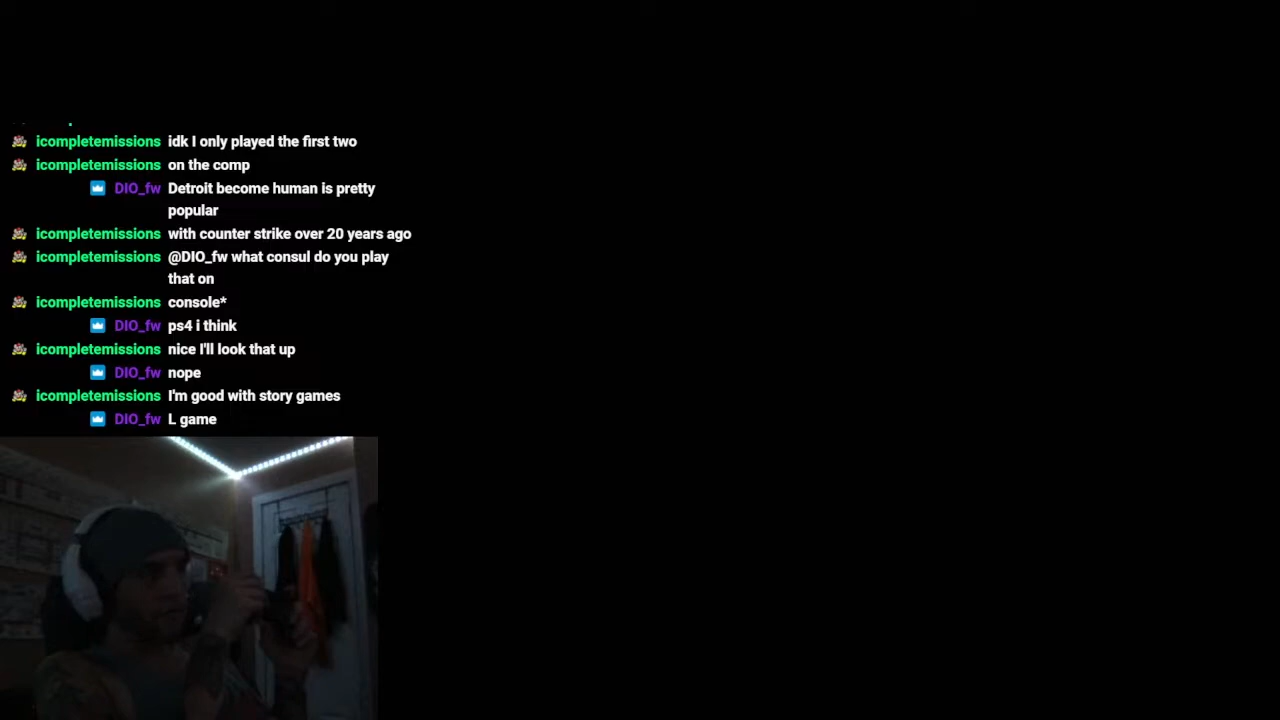 icompletemissions idk I only played the first two
icompletemissions on the comp
DIO_fw Detroit become human is pretty
popular
icompletemissions with counter strike over 20 years ago
icompletemissions @DIO_fw what consul do you play
that on
icompletemissions console*
DIO_fw ps4 i think
icompletemissions nice I'll look that up
DIO_fw nope
icompletemissions I'm good with story games
DIO_fw L game